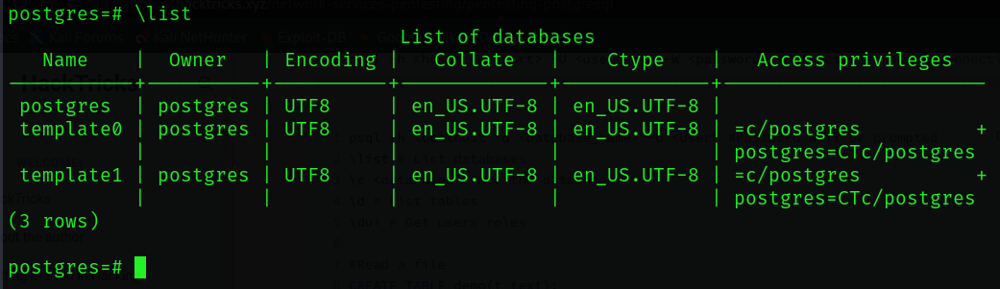 postgres=# \list
List of databases
Name | Owner | Encoding | Collate | Ctype | Access privileges
-----------+----------+----------+-------------+-------------+-----------------------
postgres | postgres | UTF8 | en_US.UTF-8 | en_US.UTF-8 |
template0 | postgres | UTF8 | en_US.UTF-8 | en_US.UTF-8 | =c/postgres +
| | | | | postgres=CTc/postgres
template1 | postgres | UTF8 | en_US.UTF-8 | en_US.UTF-8 | =c/postgres +
| | | | | postgres=CTc/postgres
(3 rows)
postgres=#